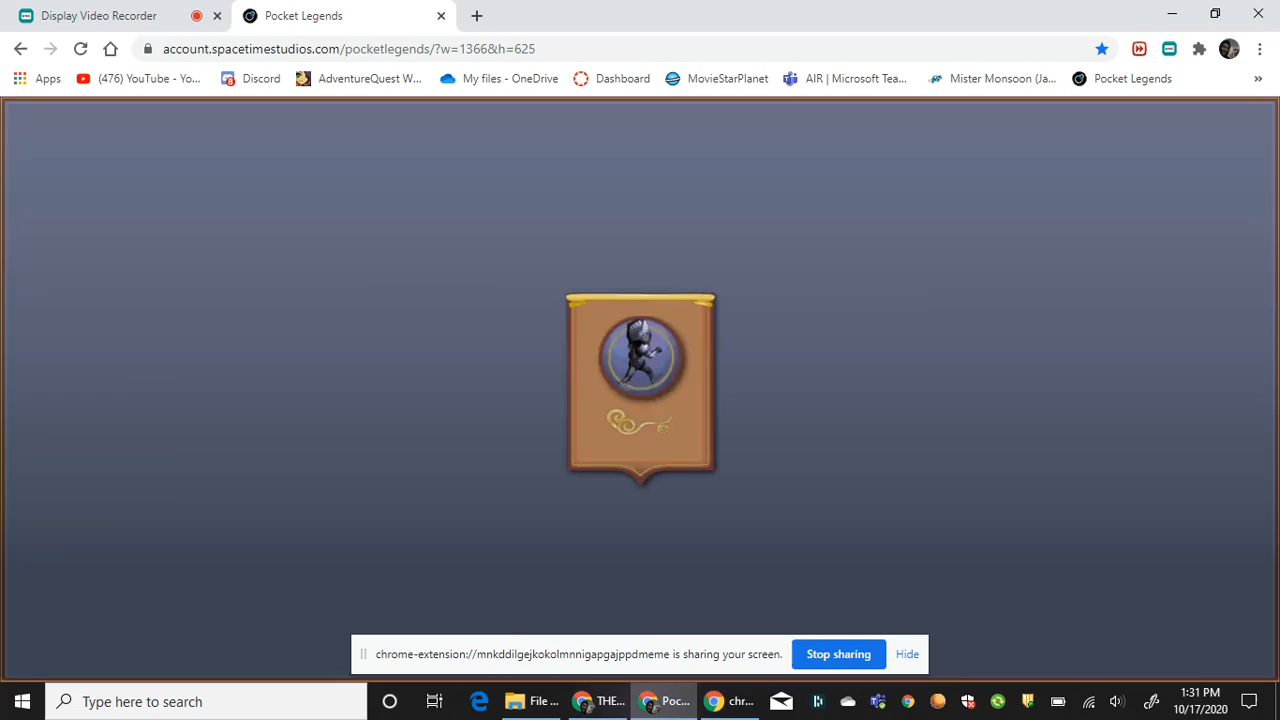 Display Video Recorder
Pocket Legends
account.spacetimestudios.com/pocketlegends/?w=1366&h=625
Apps
(476) YouTube - Yo...
Discord
AdventureQuest W...
My files - OneDrive
Dashboard
MovieStarPlanet
AIR | Microsoft Tea...
Mister Monsoon (Ja...
Pocket Legends
»
chrome-extension://mnkddilgejkokolmnnigapgajppdmeme is sharing your screen.
Stop sharing
Hide
Type here to search
File ...
THE...
Poc...
chr...
1:31 PM
10/17/2020